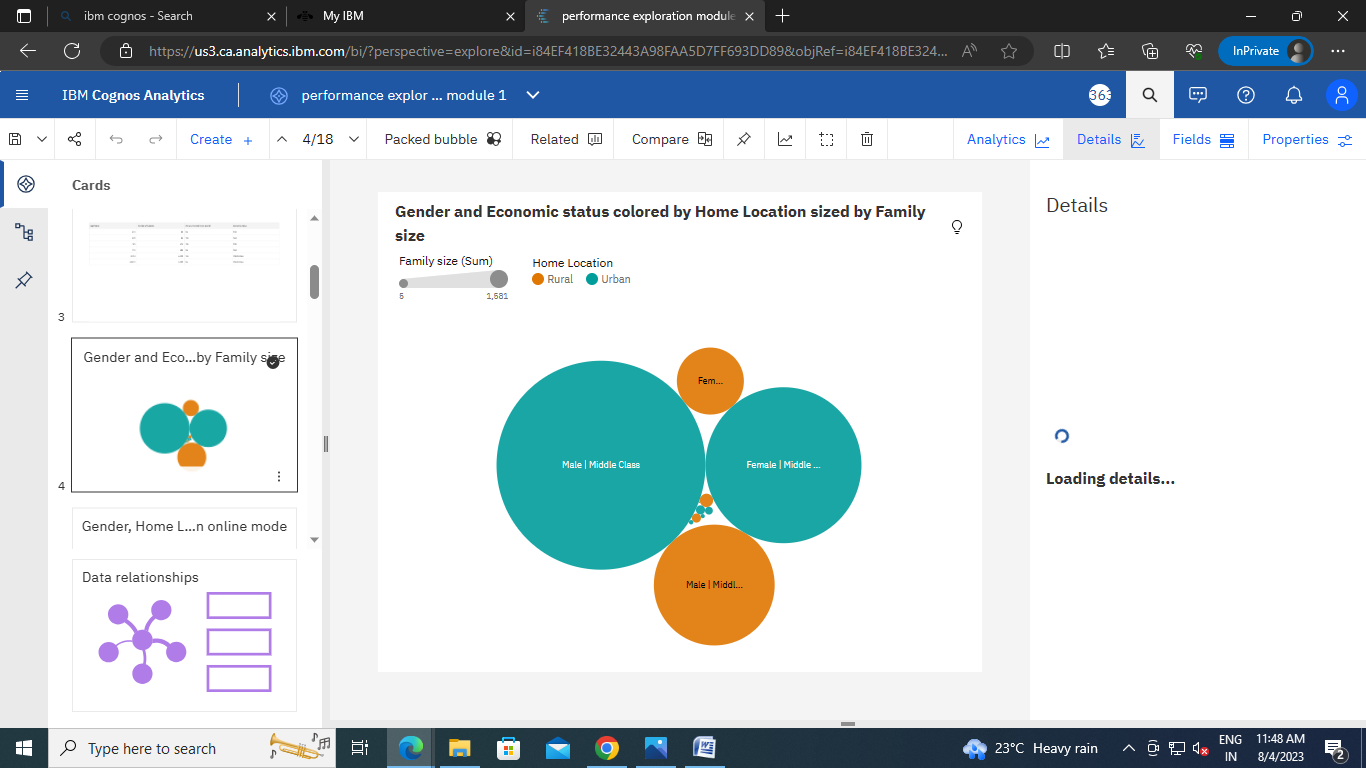 ibm cognos - Search
My IBM
performance exploration module
InPrivate
https://us3.ca.analytics.ibm.com/bi/?perspective=explore&id=i84EF418BE32443A98FAA5D7FF693DD89&objRef=i84EF418BE324...
IBM Cognos Analytics
performance explor ... module 1
363
Create +
4/18
Packed bubble
Related
Compare
Analytics
Details
Fields
Properties
Cards
3
Gender and Eco...by Family size
4
Gender, Home L...n online mode
Data relationships
Gender and Economic status colored by Home Location sized by Family
size
Family size (Sum)
5
1,581
Home Location
Rural
Urban
Fem...
Male | Middle Class
Female | Middle ...
Male | Middl...
Details
Loading details...
Type here to search
23°C Heavy rain
ENG
IN
11:48 AM
8/4/2023
2